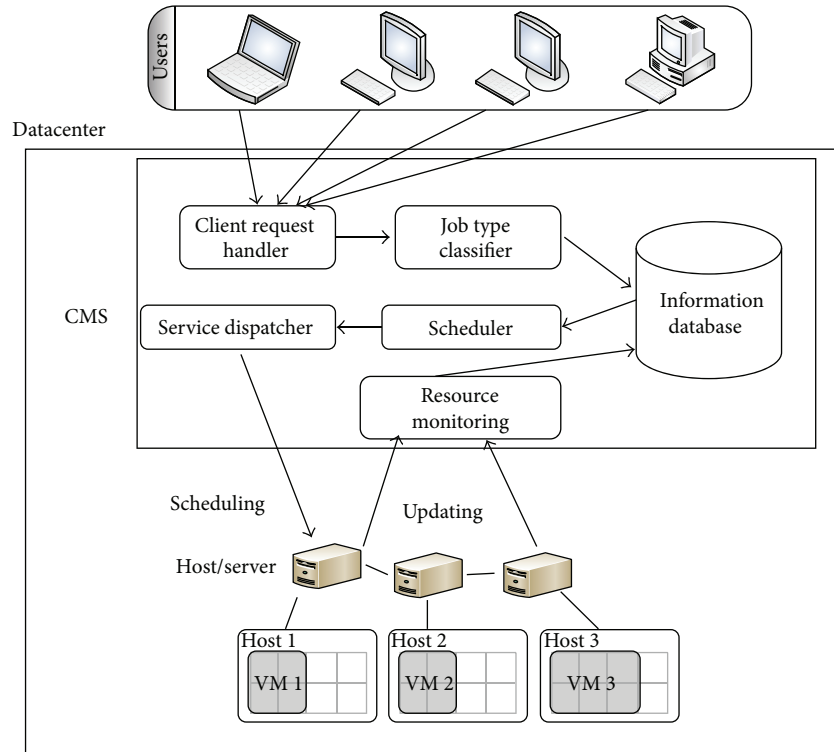 Users
Datacenter
Client request
handler
Job type
classifier
Information
database
CMS
Service dispatcher
Scheduler
Resource
monitoring
Scheduling
Updating
Host/server
Host 1
Host 2
Host 3
VM 1
VM 2
VM 3